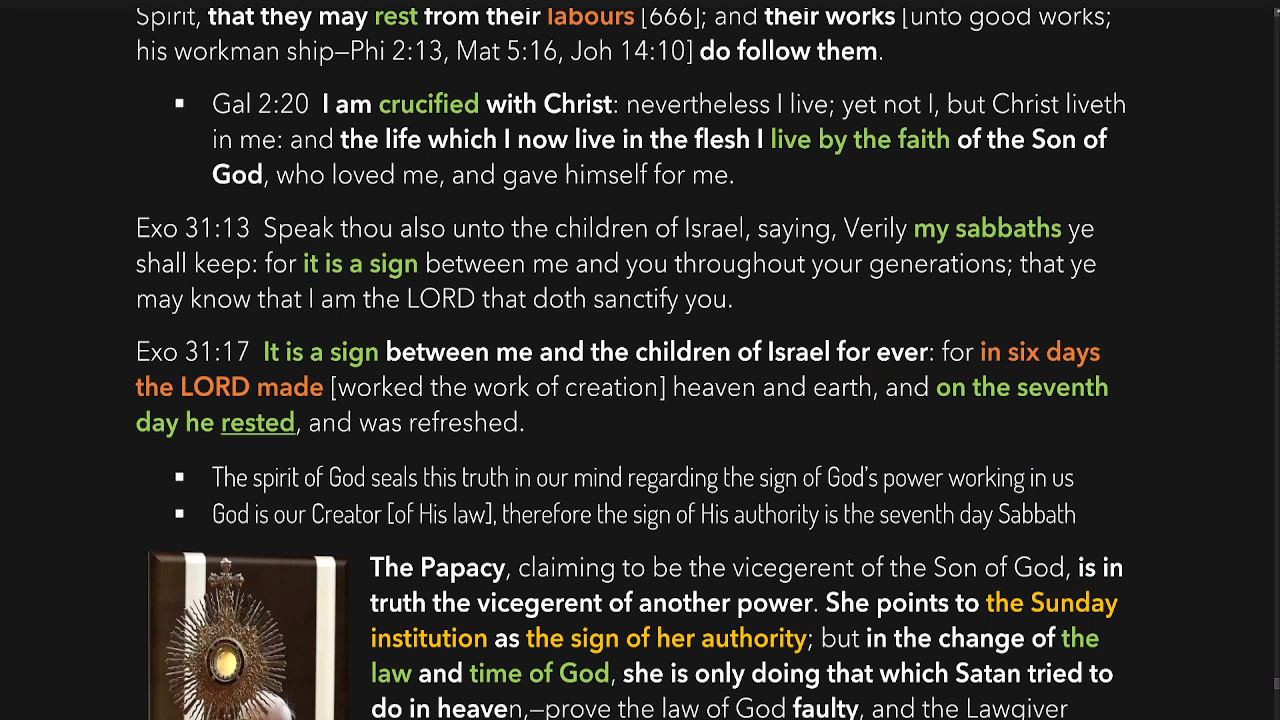 Spirit, that they may rest from their labours [666]; and their works [unto good works;
his workman ship–Phi 2:13, Mat 5:16, Joh 14:10] do follow them.
▪ Gal 2:20  I am crucified with Christ: nevertheless I live; yet not I, but Christ liveth
in me: and the life which I now live in the flesh I live by the faith of the Son of
God, who loved me, and gave himself for me.
Exo 31:13  Speak thou also unto the children of Israel, saying, Verily my sabbaths ye
shall keep: for it is a sign between me and you throughout your generations; that ye
may know that I am the LORD that doth sanctify you.
Exo 31:17  It is a sign between me and the children of Israel for ever: for in six days
the LORD made [worked the work of creation] heaven and earth, and on the seventh
day he rested, and was refreshed.
▪ The spirit of God seals this truth in our mind regarding the sign of God’s power working in us
▪ God is our Creator [of His law], therefore the sign of His authority is the seventh day Sabbath
The Papacy, claiming to be the vicegerent of the Son of God, is in
truth the vicegerent of another power. She points to the Sunday
institution as the sign of her authority; but in the change of the
law and time of God, she is only doing that which Satan tried to
do in heaven,—prove the law of God faulty, and the Lawgiver